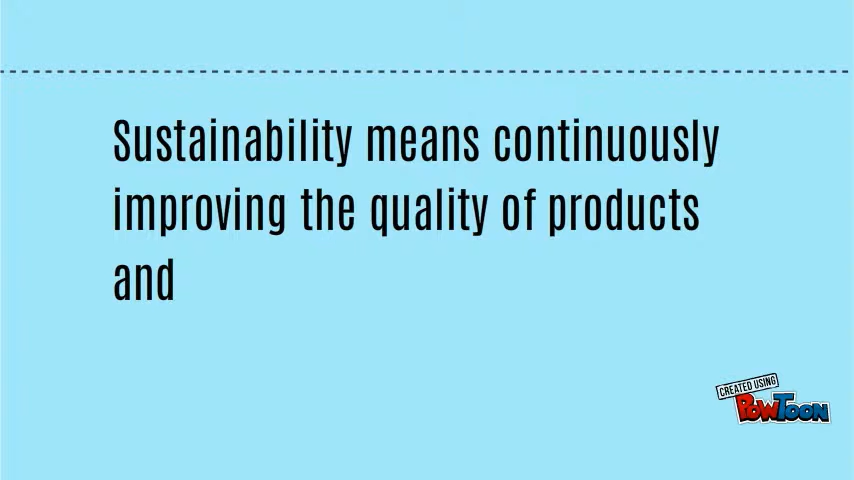 Sustainability means continuously
improving the quality of products
and
CREATED USING
POWTOON